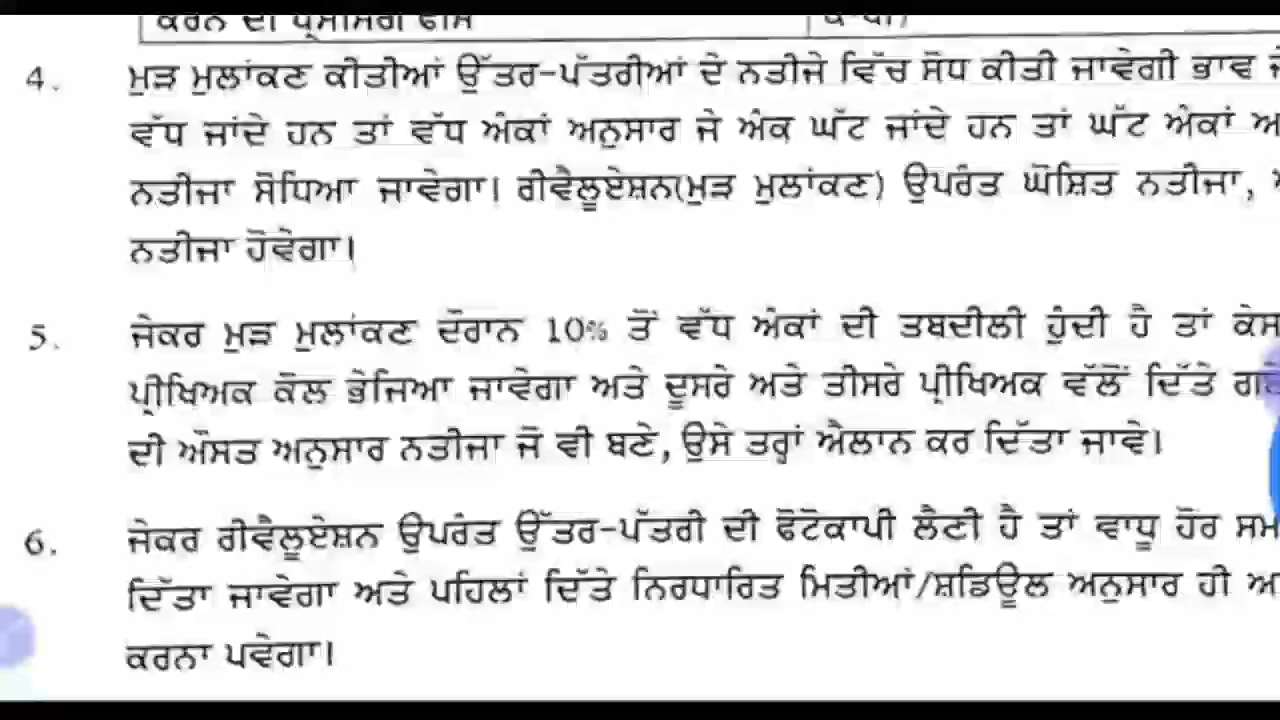 ਕਰਨ ਦੀ ਪ੍ਰੋਸੈਸਿੰਗ ਫੀਸ
4. ਮੁੜ ਮੁਲਾਂਕਣ ਕੀਤੀਆਂ ਉੱਤਰ-ਪੱਤਰੀਆਂ ਦੇ ਨਤੀਜੇ ਵਿੱਚ ਸੋਧ ਕੀਤੀ ਜਾਵੇਗੀ ਭਾਵ
ਵੱਧ ਜਾਂਦੇ ਹਨ ਤਾਂ ਵੱਧ ਅੰਕਾਂ ਅਨੁਸਾਰ ਜੇ ਅੰਕ ਘੱਟ ਜਾਂਦੇ ਹਨ ਤਾਂ ਘੱਟ ਅੰਕਾਂ
ਨਤੀਜਾ ਸੋਧਿਆ ਜਾਵੇਗਾ। ਰੀਵੈਲੂਏਸ਼ਨ(ਮੁੜ ਮੁਲਾਂਕਣ) ਉਪਰੰਤ ਘੋਸ਼ਿਤ ਨਤੀਜਾ,
ਨਤੀਜਾ ਹੋਵੇਗਾ।
5. ਜੇਕਰ ਮੁੜ ਮੁਲਾਂਕਣ ਦੌਰਾਨ 10% ਤੋਂ ਵੱਧ ਅੰਕਾਂ ਦੀ ਤਬਦੀਲੀ ਹੁੰਦੀ ਹੈ ਤਾਂ ਕੇਸ
ਪ੍ਰੀਖਿਅਕ ਕੋਲ ਭੇਜਿਆ ਜਾਵੇਗਾ ਅਤੇ ਦੂਸਰੇ ਅਤੇ ਤੀਸਰੇ ਪ੍ਰੀਖਿਅਕ ਵੱਲੋਂ ਦਿੱਤੇ
ਦੀ ਔਸਤ ਅਨੁਸਾਰ ਨਤੀਜਾ ਜੋ ਵੀ ਬਣੇ, ਉਸੇ ਤਰ੍ਹਾਂ ਐਲਾਨ ਕਰ ਦਿੱਤਾ ਜਾਵੇ।
6. ਜੇਕਰ ਰੀਵੈਲੂਏਸ਼ਨ ਉਪਰੰਤ ਉੱਤਰ-ਪੱਤਰੀ ਦੀ ਫੋਟੋਕਾਪੀ ਲੈਣੀ ਹੈ ਤਾਂ ਵਾਧੂ ਹੋਰ
ਦਿੱਤਾ ਜਾਵੇਗਾ ਅਤੇ ਪਹਿਲਾਂ ਦਿੱਤੇ ਨਿਰਧਾਰਿਤ ਮਿਤੀਆਂ/ਸ਼ਡਿਊਲ ਅਨੁਸਾਰ ਹੀ
ਕਰਨਾ ਪਵੇਗਾ।